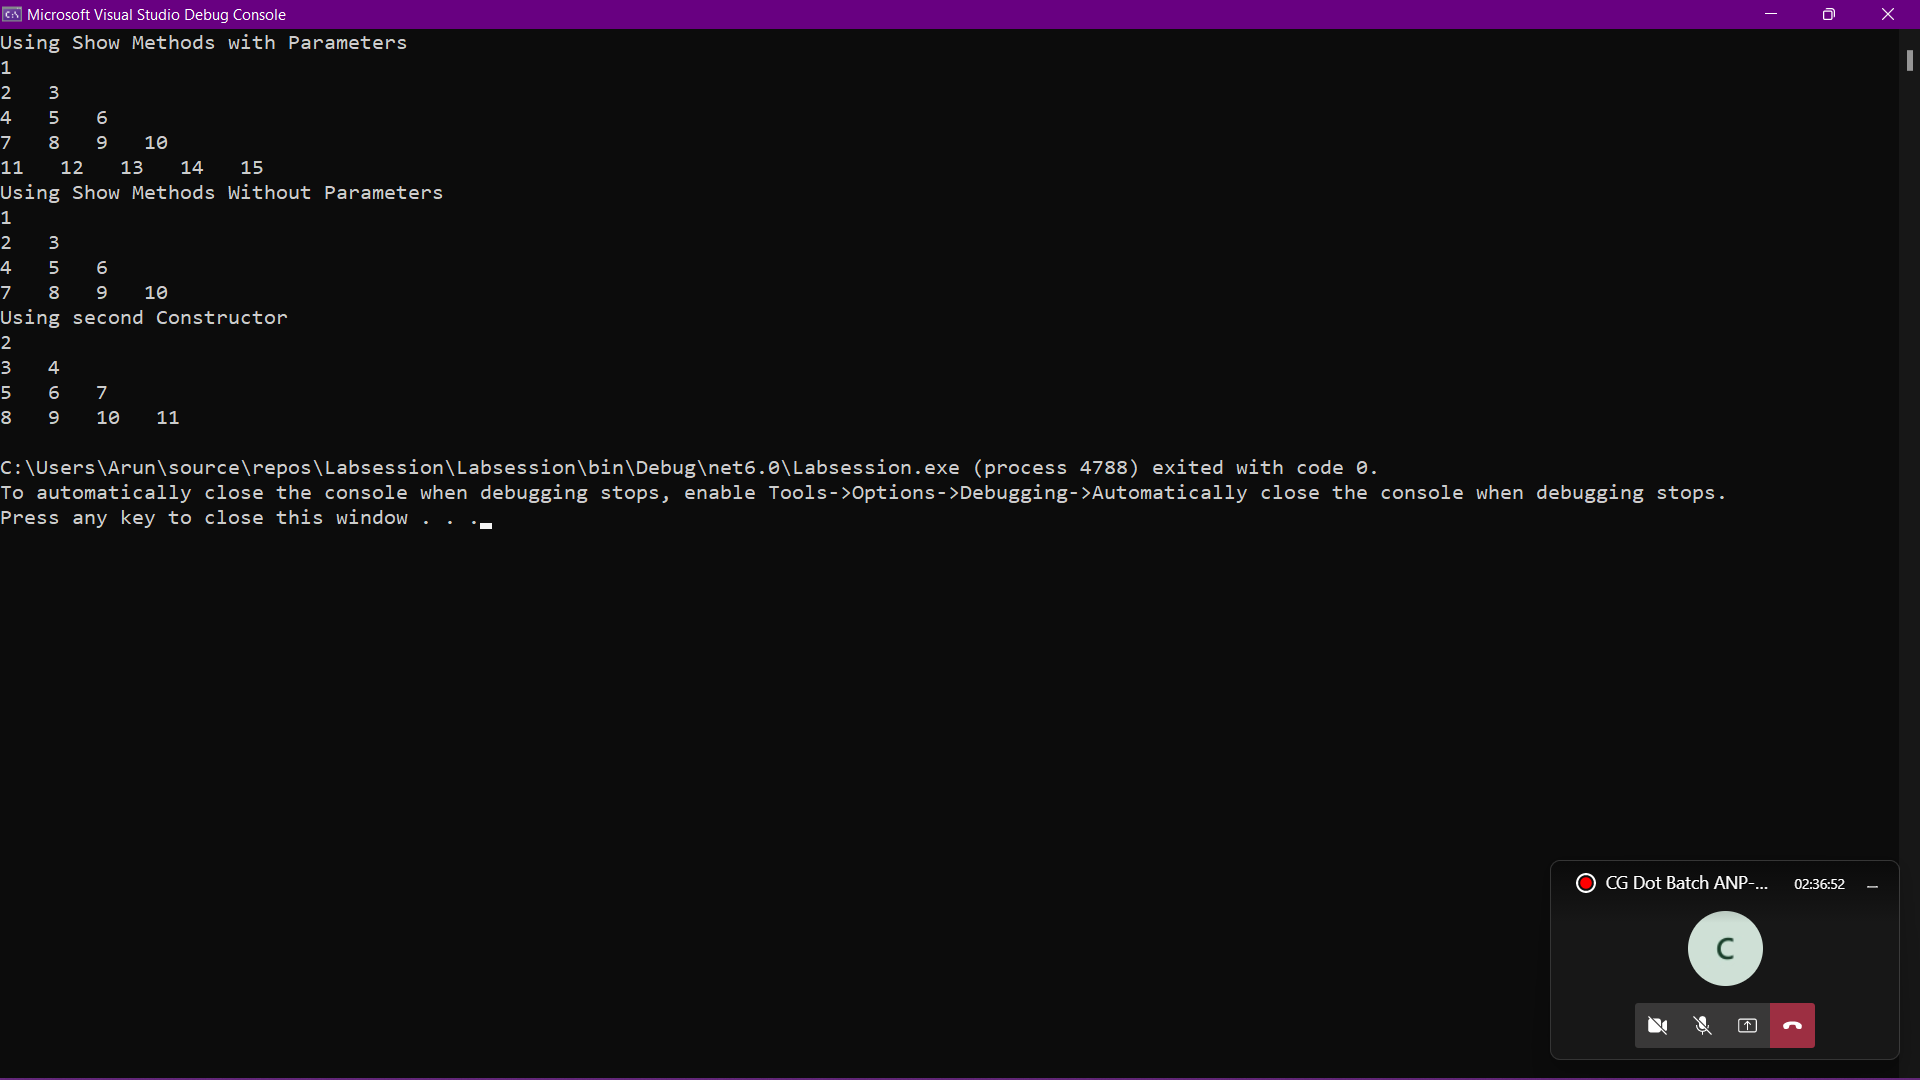 Microsoft Visual Studio Debug Console
Using Show Methods with Parameters
1
2   3
4   5   6
7   8   9   10
11   12   13   14   15
Using Show Methods Without Parameters
1
2   3
4   5   6
7   8   9   10
Using second Constructor
2
3   4
5   6   7
8   9   10   11
C:\Users\Arun\source\repos\Labsession\Labsession\bin\Debug\net6.0\Labsession.exe (process 4788) exited with code 0.
To automatically close the console when debugging stops, enable Tools->Options->Debugging->Automatically close the console when debugging stops.
Press any key to close this window . . .
CG Dot Batch ANP-... 02:36:52
C